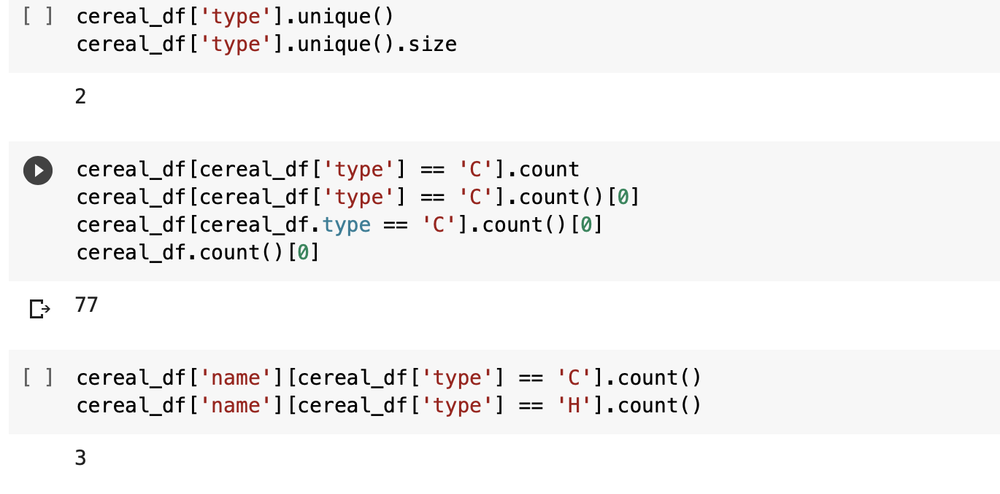 [ ] cereal_df['type'].unique()
cereal_df['type'].unique().size
2
cereal_df[cereal_df['type'] == 'C'].count
cereal_df[cereal_df['type'] == 'C'].count()[0]
cereal_df[cereal_df.type == 'C'].count()[0]
cereal_df.count()[0]
77
[ ] cereal_df['name'][cereal_df['type'] == 'C'].count()
cereal_df['name'][cereal_df['type'] == 'H'].count()
3